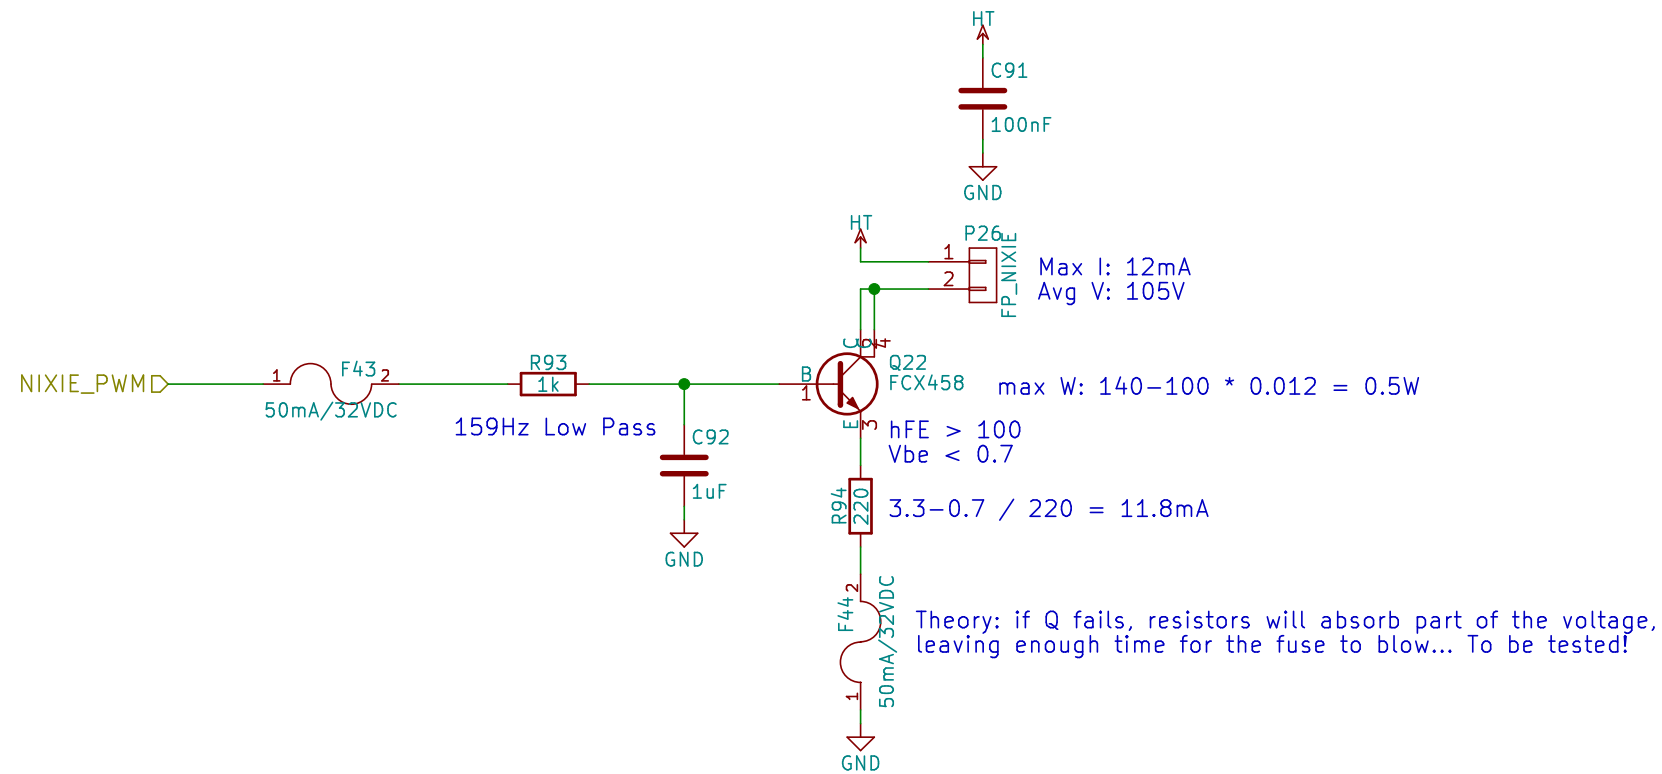 HT
C91
100nF
GND
HT
P26
FP_NIXIE
1
2
Max I: 12mA
Avg V: 105V
NIXIE_PWM
1
F43
2
50mA/32VDC
R93
1k
159Hz Low Pass
C92
1uF
GND
B
1
C
4
Q22
FCX458
max W: 140-100 * 0.012 = 0.5W
E
3
hFE > 100
Vbe < 0.7
R94
220
3.3-0.7 / 220 = 11.8mA
2
F44
50mA/32VDC
1
GND
Theory: if Q fails, resistors will absorb part of the voltage,
leaving enough time for the fuse to blow... To be tested!